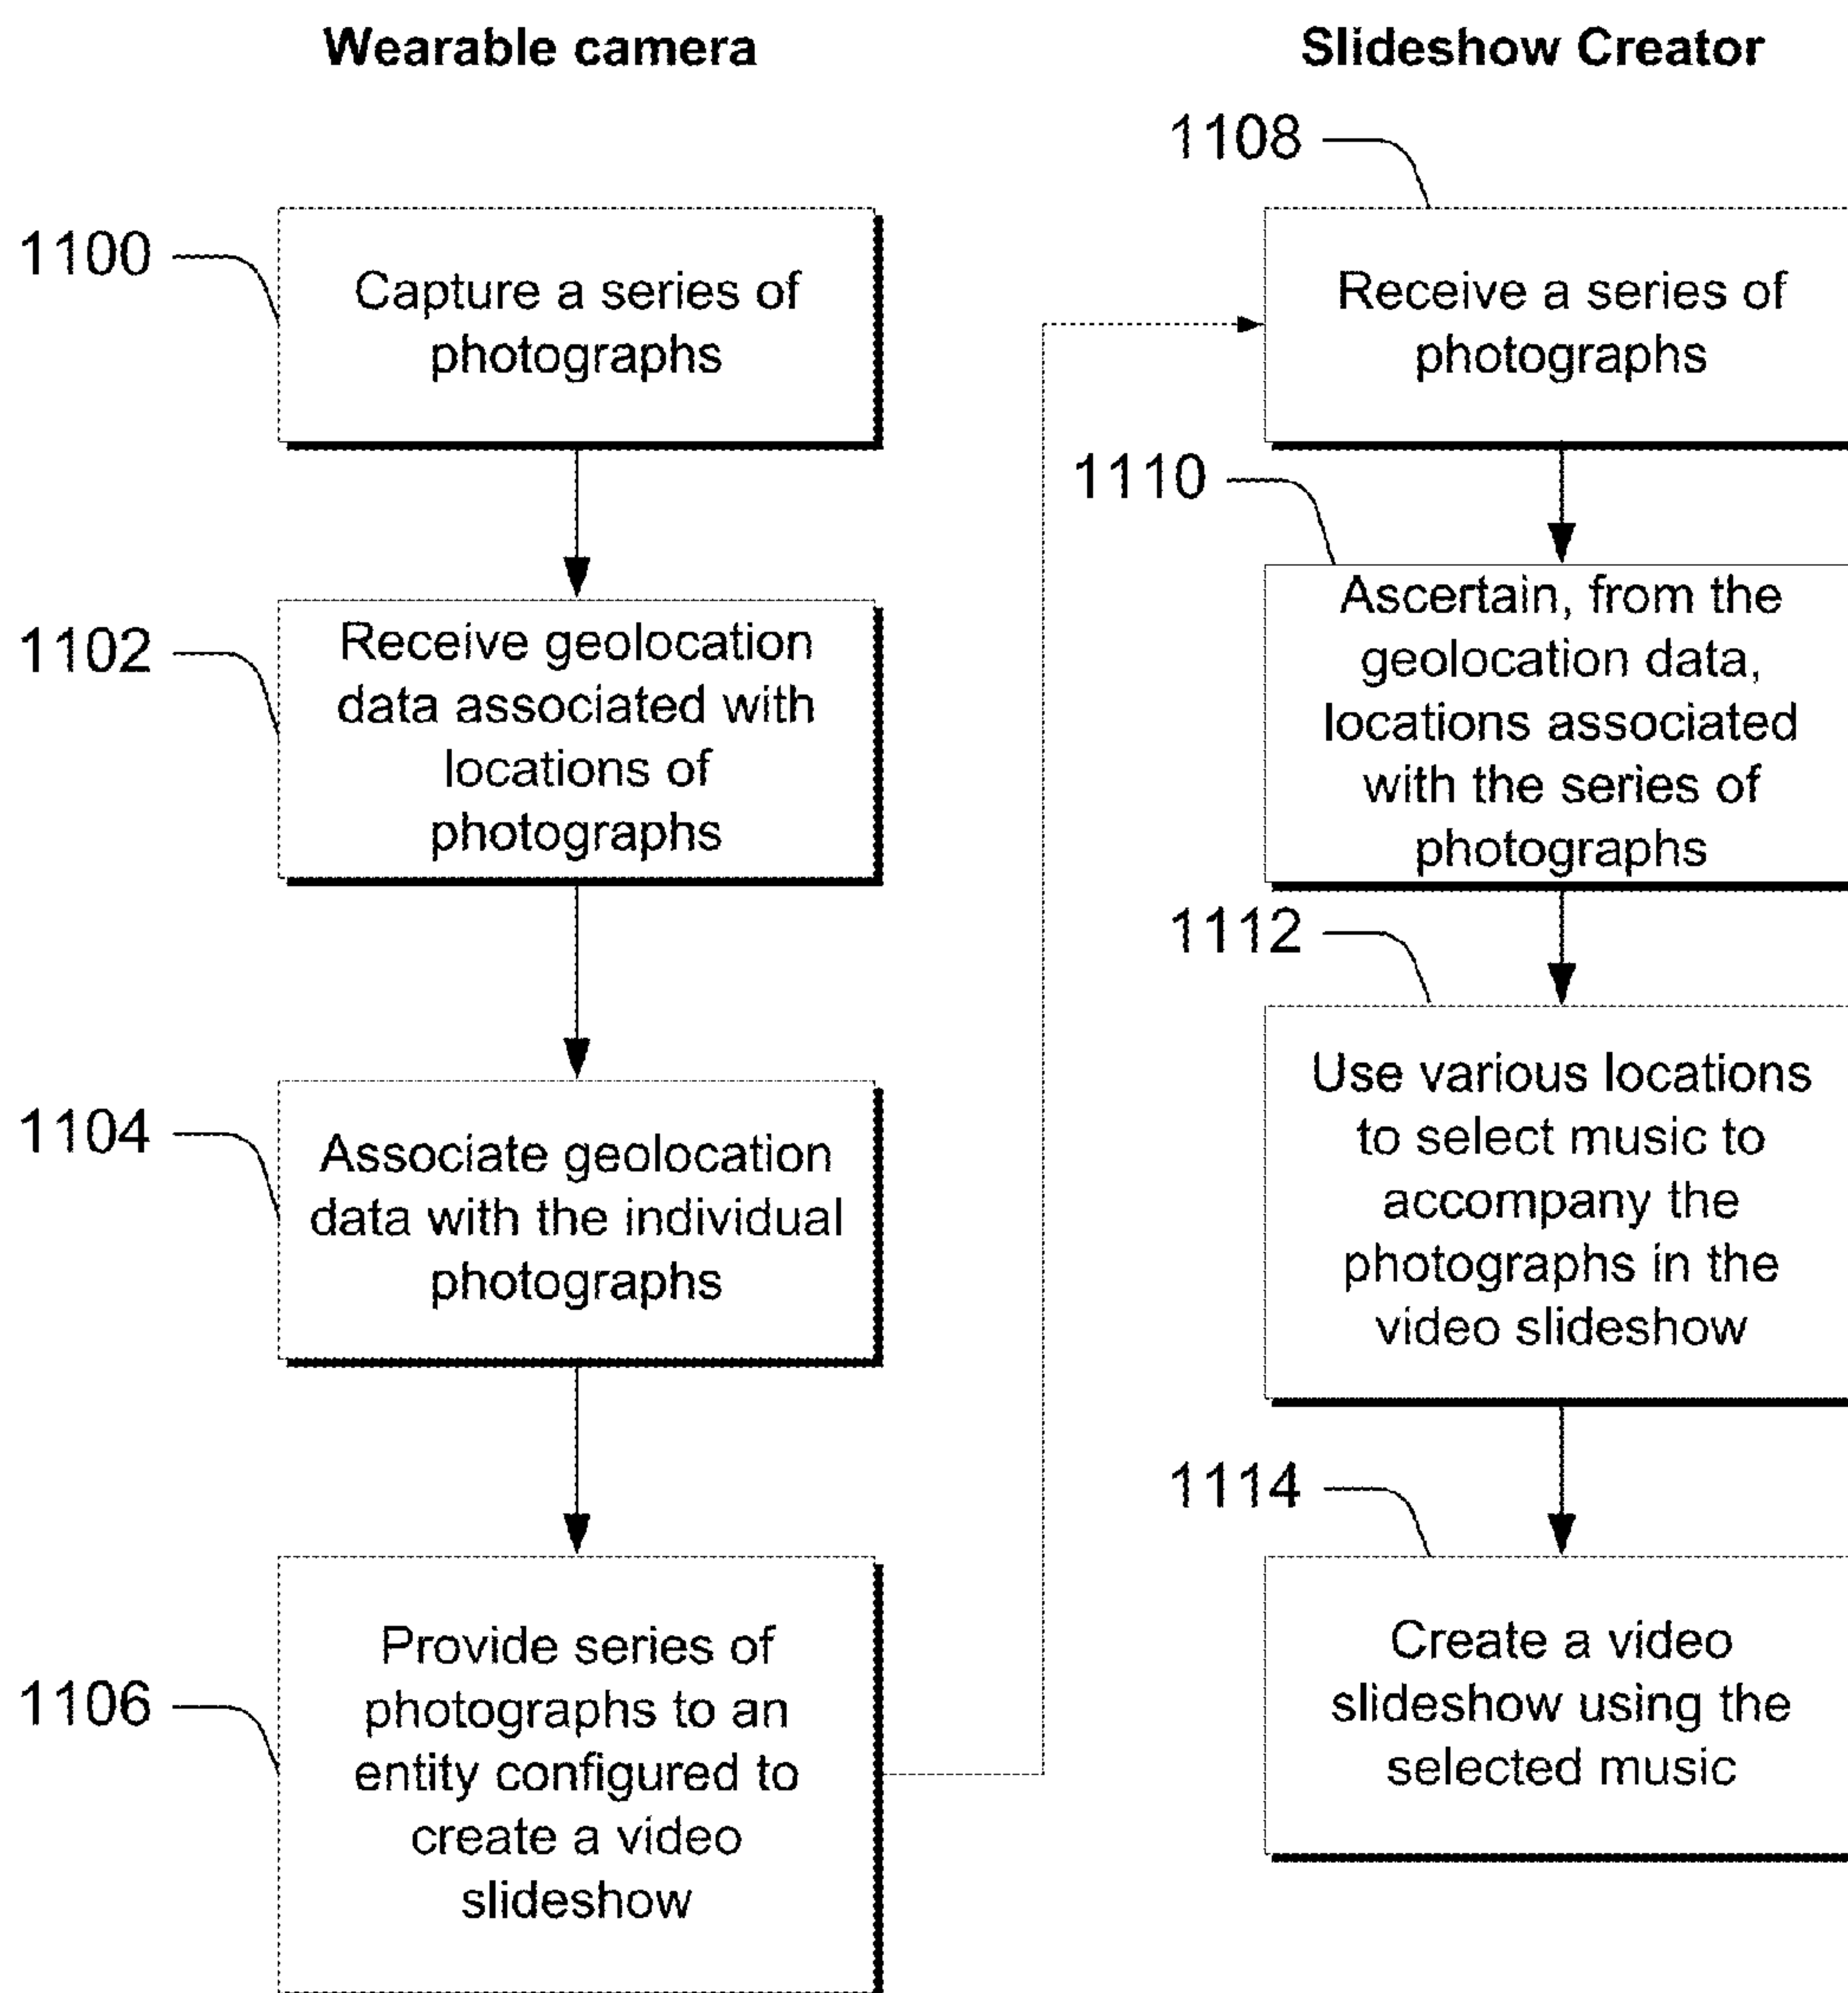 Wearable camera
1100
Capture a series of
photographs
1102
Receive geolocation
data associated with
locations of
photographs
1104
Associate geolocation
data with the individual
photographs
1106
Provide series of
photographs to an
entity configured to
create a video
slideshow
Slideshow Creator
1108
Receive a series of
photographs
1110
Ascertain, from the
geolocation data,
locations associated
with the series of
photographs
1112
Use various locations
to select music to
accompany the
photographs in the
video slideshow
1114
Create a video
slideshow using the
selected music